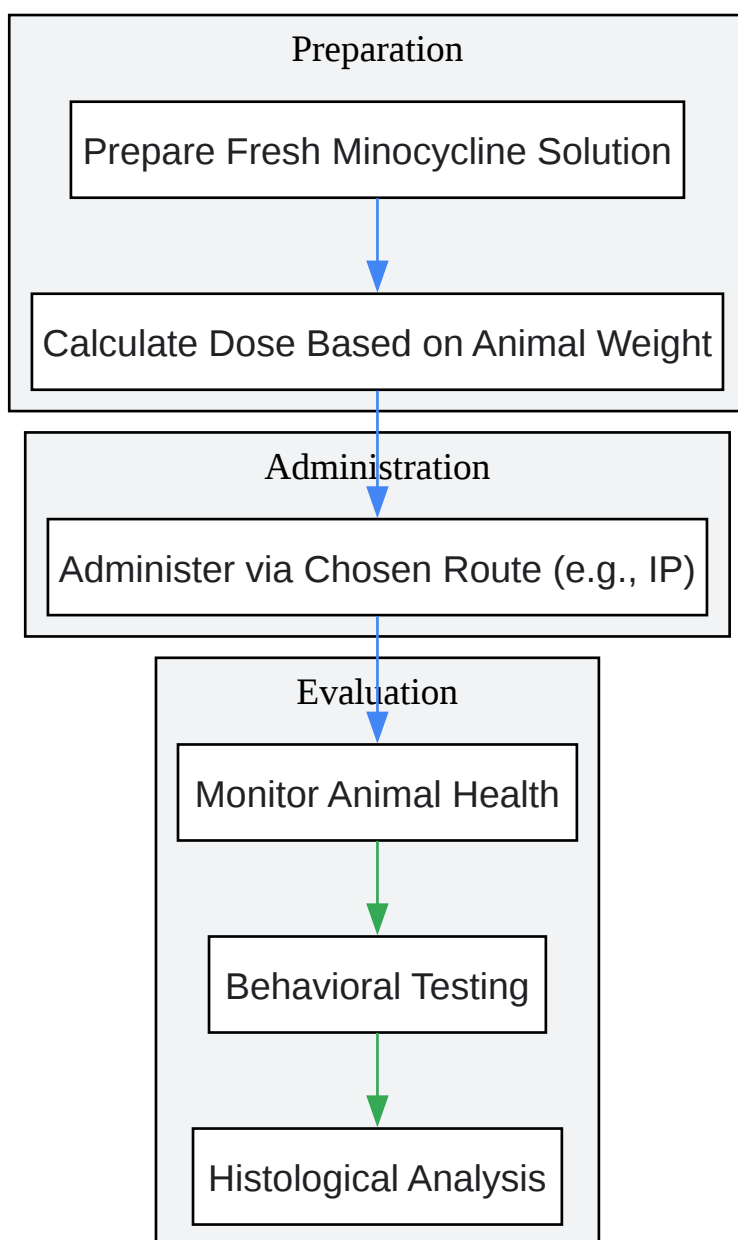 Preparation
Prepare Fresh Minocycline Solution
Calculate Dose Based on Animal Weight
Administration
Administer via Chosen Route (e.g., IP)
Evaluation
Monitor Animal Health
Behavioral Testing
Histological Analysis